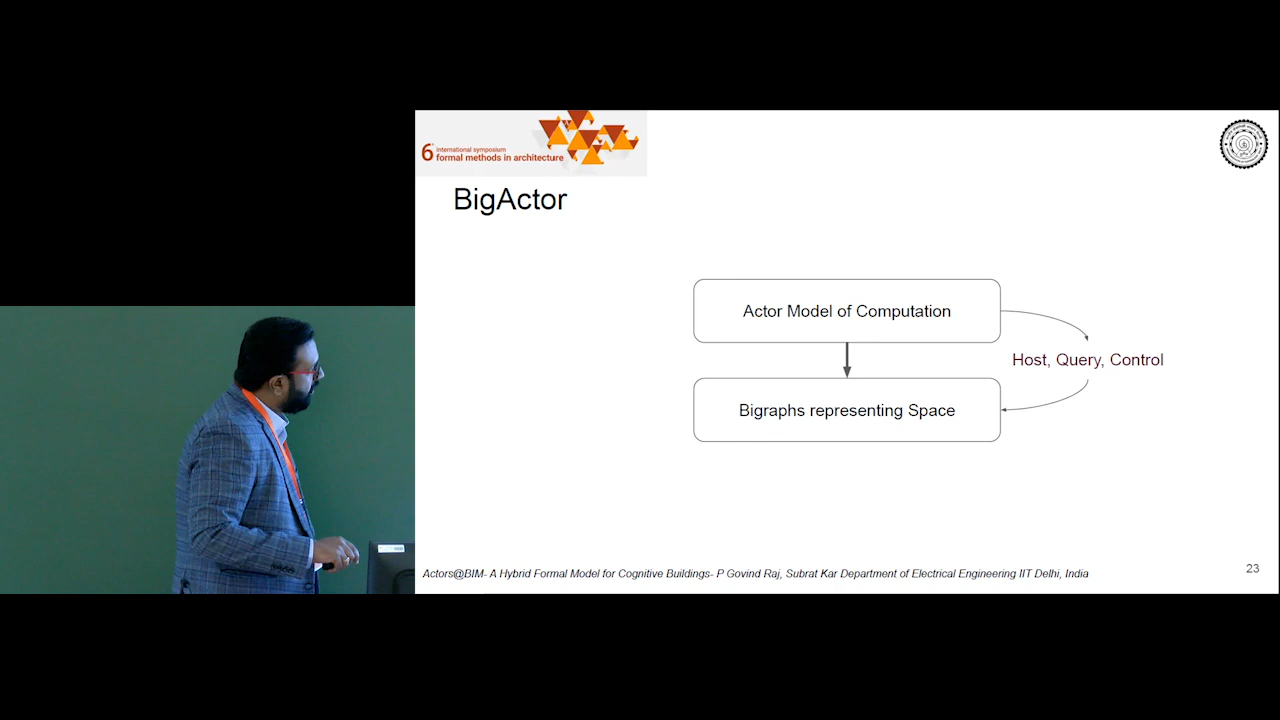 6th international symposium
formal methods in architecture
BigActor
Actor Model of Computation
Host, Query, Control
Bigraphs representing Space
Actors@BIM- A Hybrid Formal Model for Cognitive Buildings- P Govind Raj, Subrat Kar Department of Electrical Engineering IIT Delhi, India
23